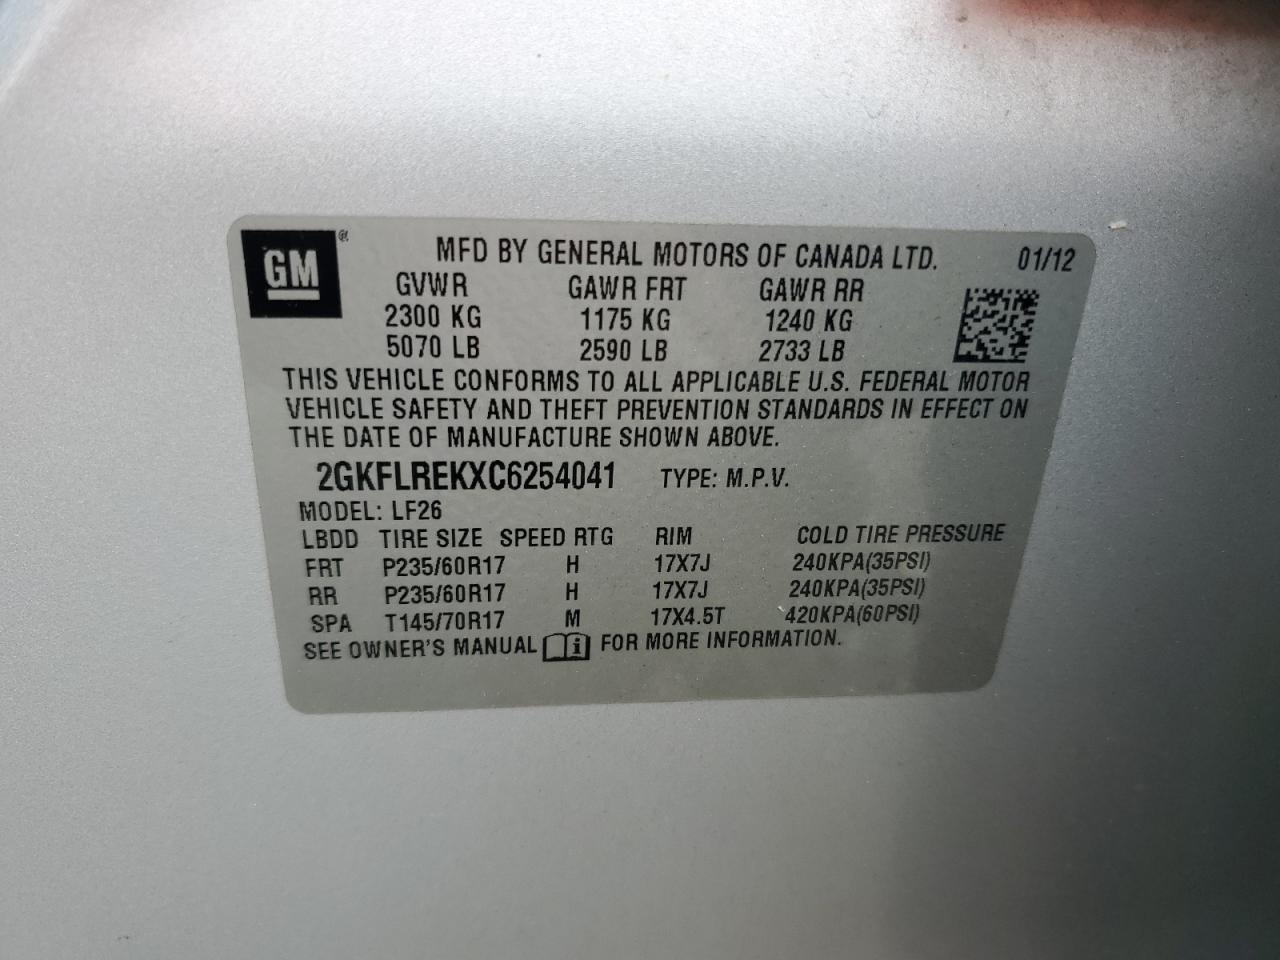 GM® MFD BY GENERAL MOTORS OF CANADA LTD. 01/12
GVWR GAWR FRT GAWR RR
2300 KG 1175 KG 1240 KG
5070 LB 2590 LB 2733 LB
THIS VEHICLE CONFORMS TO ALL APPLICABLE U.S. FEDERAL MOTOR
VEHICLE SAFETY AND THEFT PREVENTION STANDARDS IN EFFECT ON
THE DATE OF MANUFACTURE SHOWN ABOVE.
2GKFLREKXC6254041 TYPE: M.P.V.
MODEL: LF26
LBDD TIRE SIZE SPEED RTG RIM COLD TIRE PRESSURE
FRT P235/60R17 H 17X7J 240KPA(35PSI)
RR P235/60R17 H 17X7J 240KPA(35PSI)
SPA T145/70R17 M 17X4.5T 420KPA(60PSI)
SEE OWNER'S MANUAL i FOR MORE INFORMATION.